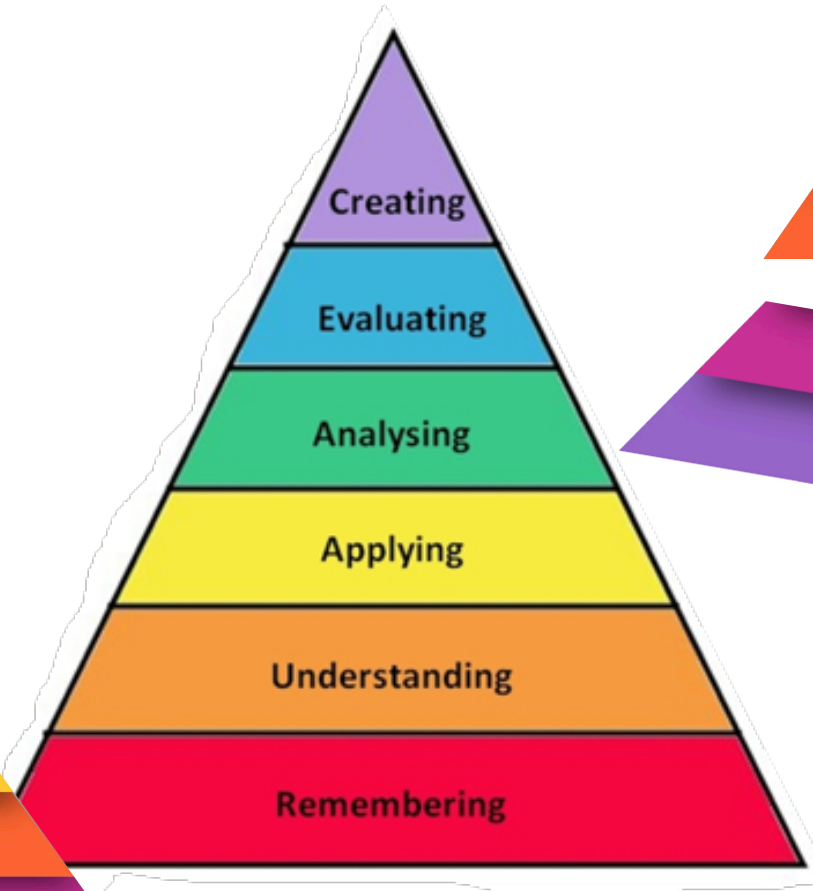 Creating
Evaluating
Analysing
Applying
Understanding
Remembering